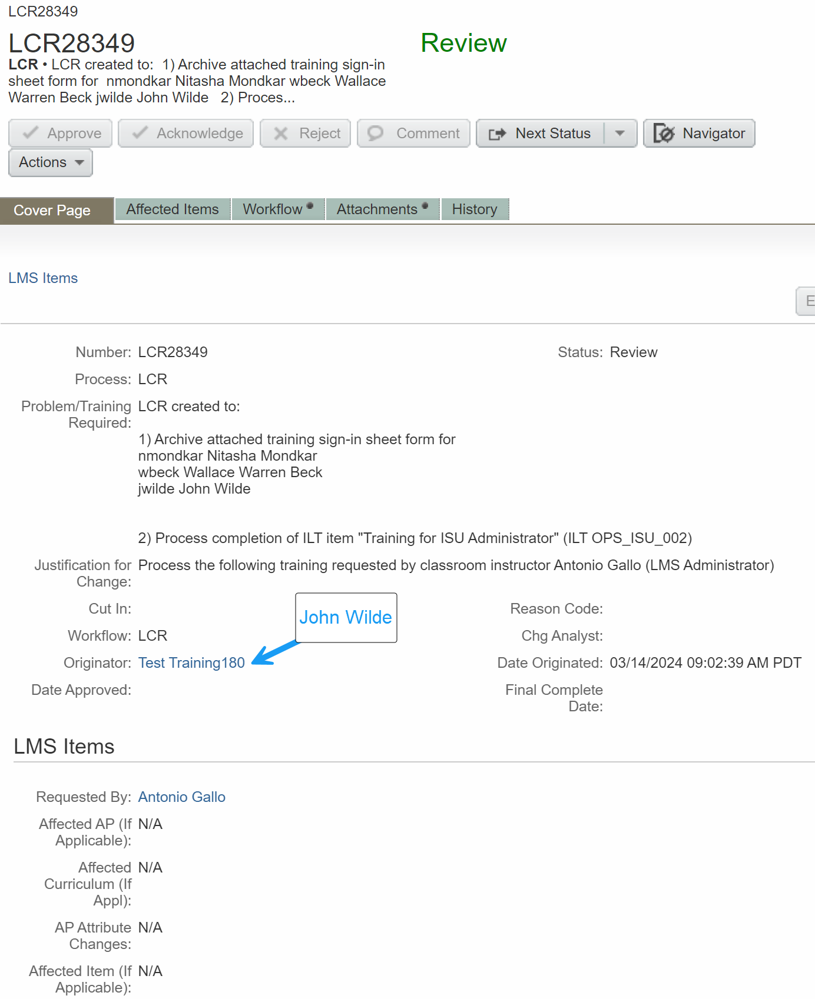 LCR28349
LCR28349
Review
LCR • LCR created to:  1) Archive attached training sign-in
sheet form for  nmondkar Nitasha Mondkar wbeck Wallace
Warren Beck jwilde John Wilde   2) Proces...
Approve
Acknowledge
Reject
Comment
Next Status
Navigator
Actions
Cover Page
Affected Items
Workflow
Attachments
History
LMS Items
E
Number: LCR28349
Status: Review
Process: LCR
Problem/Training LCR created to:
Required:
1) Archive attached training sign-in sheet form for
nmondkar Nitasha Mondkar
wbeck Wallace Warren Beck
jwilde John Wilde
2) Process completion of ILT item "Training for ISU Administrator" (ILT OPS_ISU_002)
Justification for Process the following training requested by classroom instructor Antonio Gallo (LMS Administrator)
Change:
Cut In:
John Wilde
Reason Code:
Workflow: LCR
Chg Analyst:
Originator: Test Training180
Date Originated: 03/14/2024 09:02:39 AM PDT
Date Approved:
Final Complete
Date:
LMS Items
Requested By: Antonio Gallo
Affected AP (If N/A
Applicable):
Affected N/A
Curriculum (If
Appl):
AP Attribute N/A
Changes:
Affected Item (If N/A
Applicable):